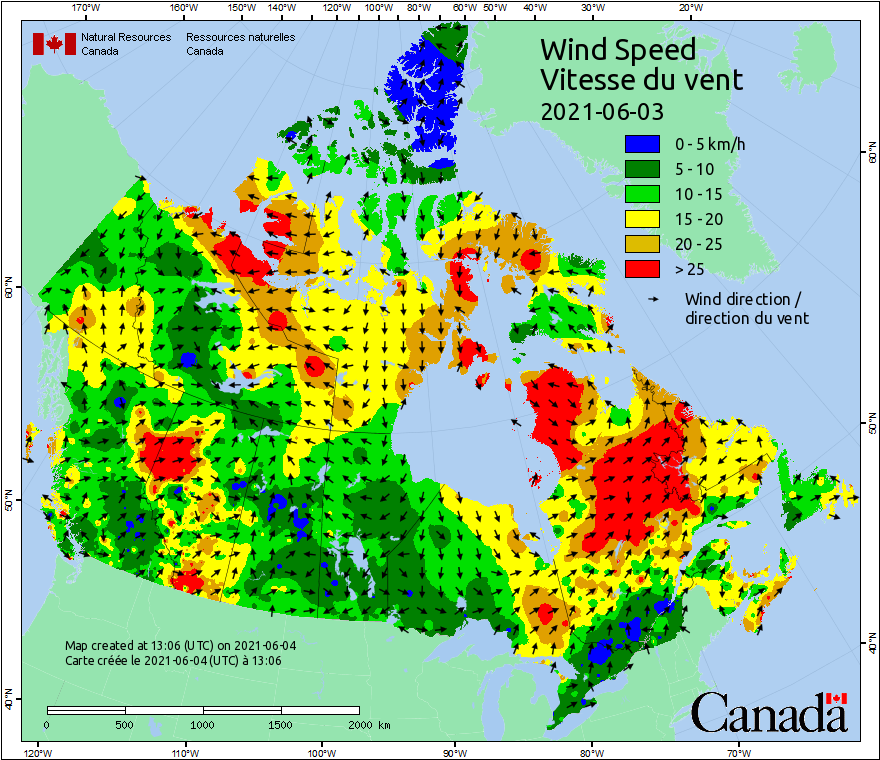 170°W 160°W 150°W 140°W 120°W 100°W 80°W 60°W 50°W 40°W 30°W 20°W
Natural Resources Ressources naturelles
Canada Canada
Wind Speed
Vitesse du vent
2021-06-03
0 - 5 km/h
5 - 10
10 - 15
15 - 20
20 - 25
> 25
Wind direction /
direction du vent
60°N
60°N
50°N
50°N
40°N
40°N
Map created at 13:06 (UTC) on 2021-06-04
Carte créée le 2021-06-04 (UTC) à 13:06
0 500 1000 1500 2000 km
Canada
120°W 110°W 100°W 90°W 80°W 70°W